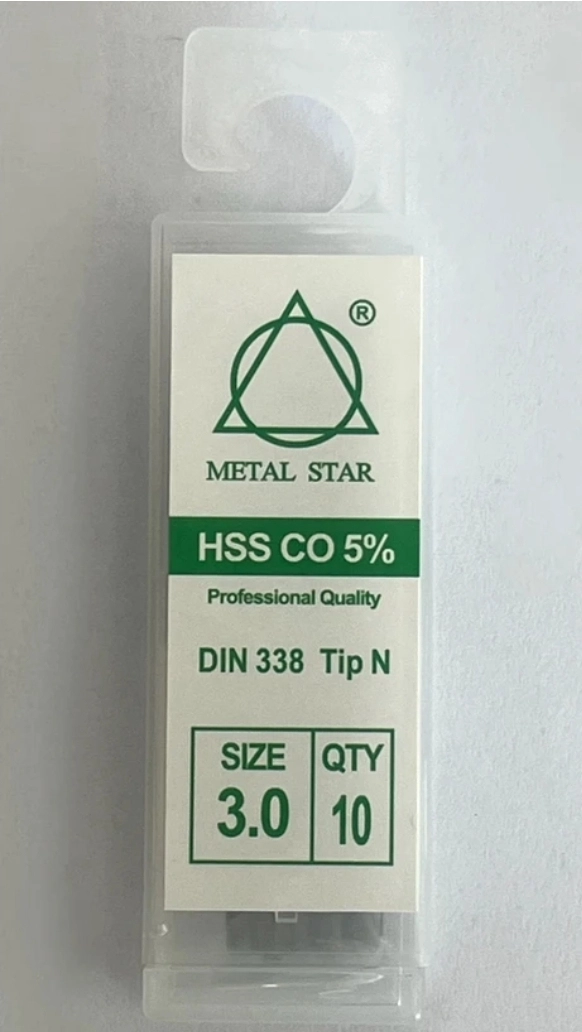 ®
METAL STAR
HSS CO 5%
Professional Quality
DIN 338 Tip N
SIZE QTY
3.0 10